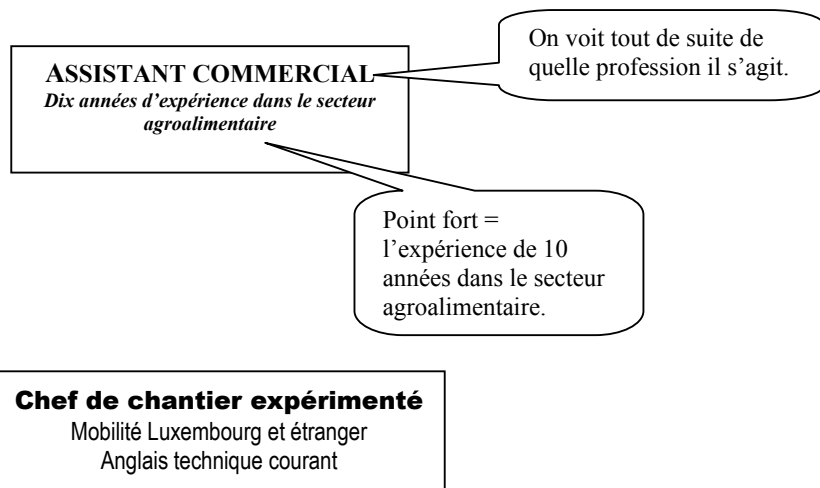 On voit tout de suite de
quelle profession il s’agit.
ASSISTANT COMMERCIAL
Dix années d’expérience dans le secteur
agroalimentaire
Point fort =
l’expérience de 10
années dans le secteur
agroalimentaire.
Chef de chantier expérimenté
Mobilité Luxembourg et étranger
Anglais technique courant